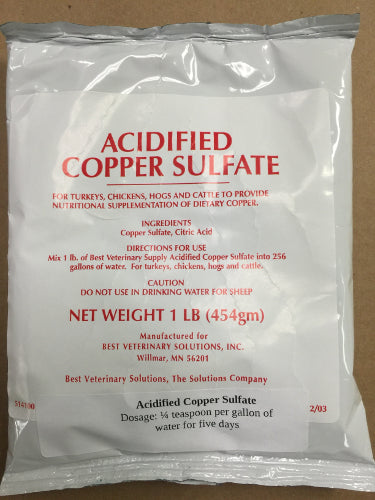 ACIDIFIED
COPPER SULFATE
FOR TURKEYS, CHICKENS, HOGS AND CATTLE TO PROVIDE
NUTRITIONAL SUPPLEMENTATION OF DIETARY COPPER.
INGREDIENTS
Copper Sulfate, Citric Acid
DIRECTIONS FOR USE
Mix 1 lb. of Best Veterinary Supply Acidified Copper Sulfate into 256
gallons of water. For turkeys, chickens, hogs and cattle.
CAUTION
DO NOT USE IN DRINKING WATER FOR SHEEP
NET WEIGHT 1 LB (454gm)
Manufactured for
BEST VETERINARY SOLUTIONS, INC.
Willmar, MN 56201
Best Veterinary Solutions, The Solutions Company
2/03
Acidified Copper Sulfate
Dosage: ¼ teaspoon per gallon of
water for five days